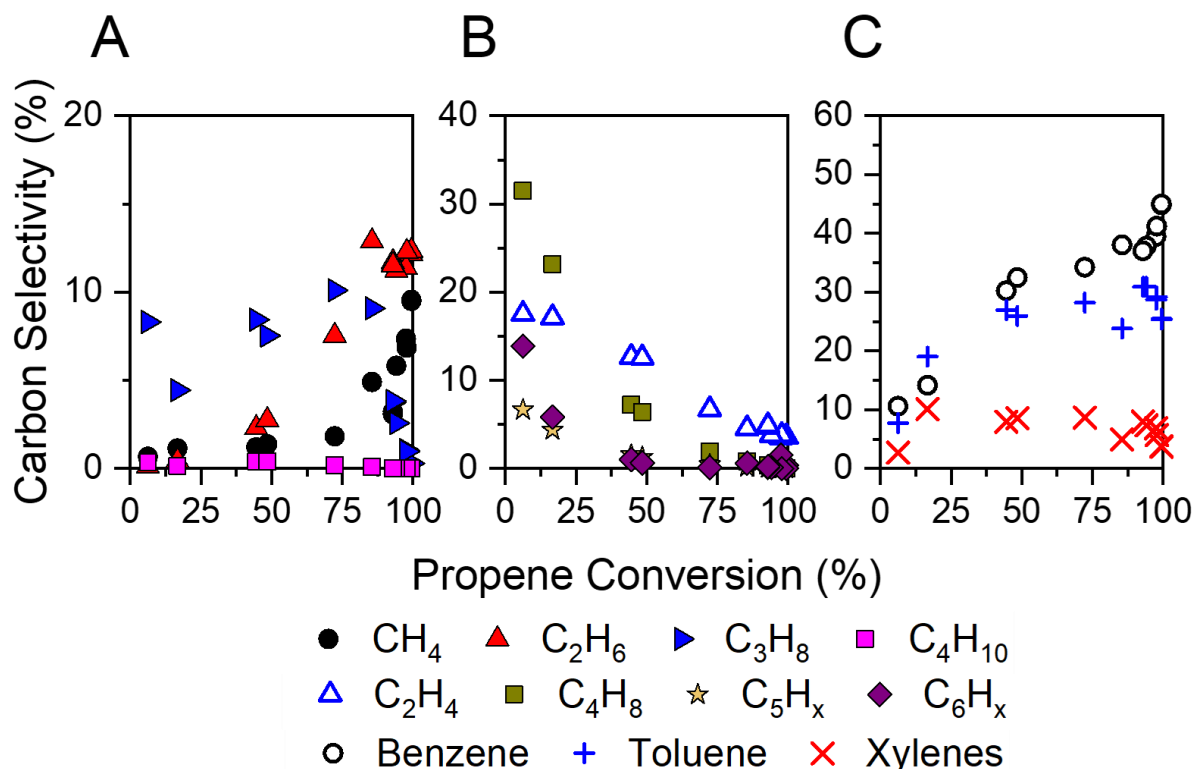 A B C
Carbon Selectivity (%)
20 40 60
50
30
40
10 20 30
20
10
10
0 0 0
0 25 50 75 100 0 25 50 75 100 0 25 50 75 100
Propene Conversion (%)
CH₄ C₂H₆ C₃H₈ C₄H₁₀
C₂H₄ C₄H₈ C₅Hₓ C₆Hₓ
Benzene Toluene Xylenes